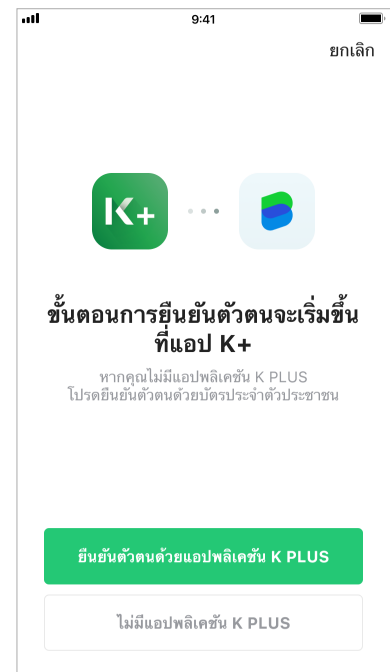 9:41
ยกเลิก
K+
ขั้นตอนการยืนยันตัวตนจะเริ่มขึ้น
ที่แอป K+
หากคุณไม่มีแอปพลิเคชัน K PLUS
โปรดยืนยันตัวตนด้วยบัตรประจำตัวประชาชน
ยืนยันตัวตนด้วยแอปพลิเคชัน K PLUS
ไม่มีแอปพลิเคชัน K PLUS